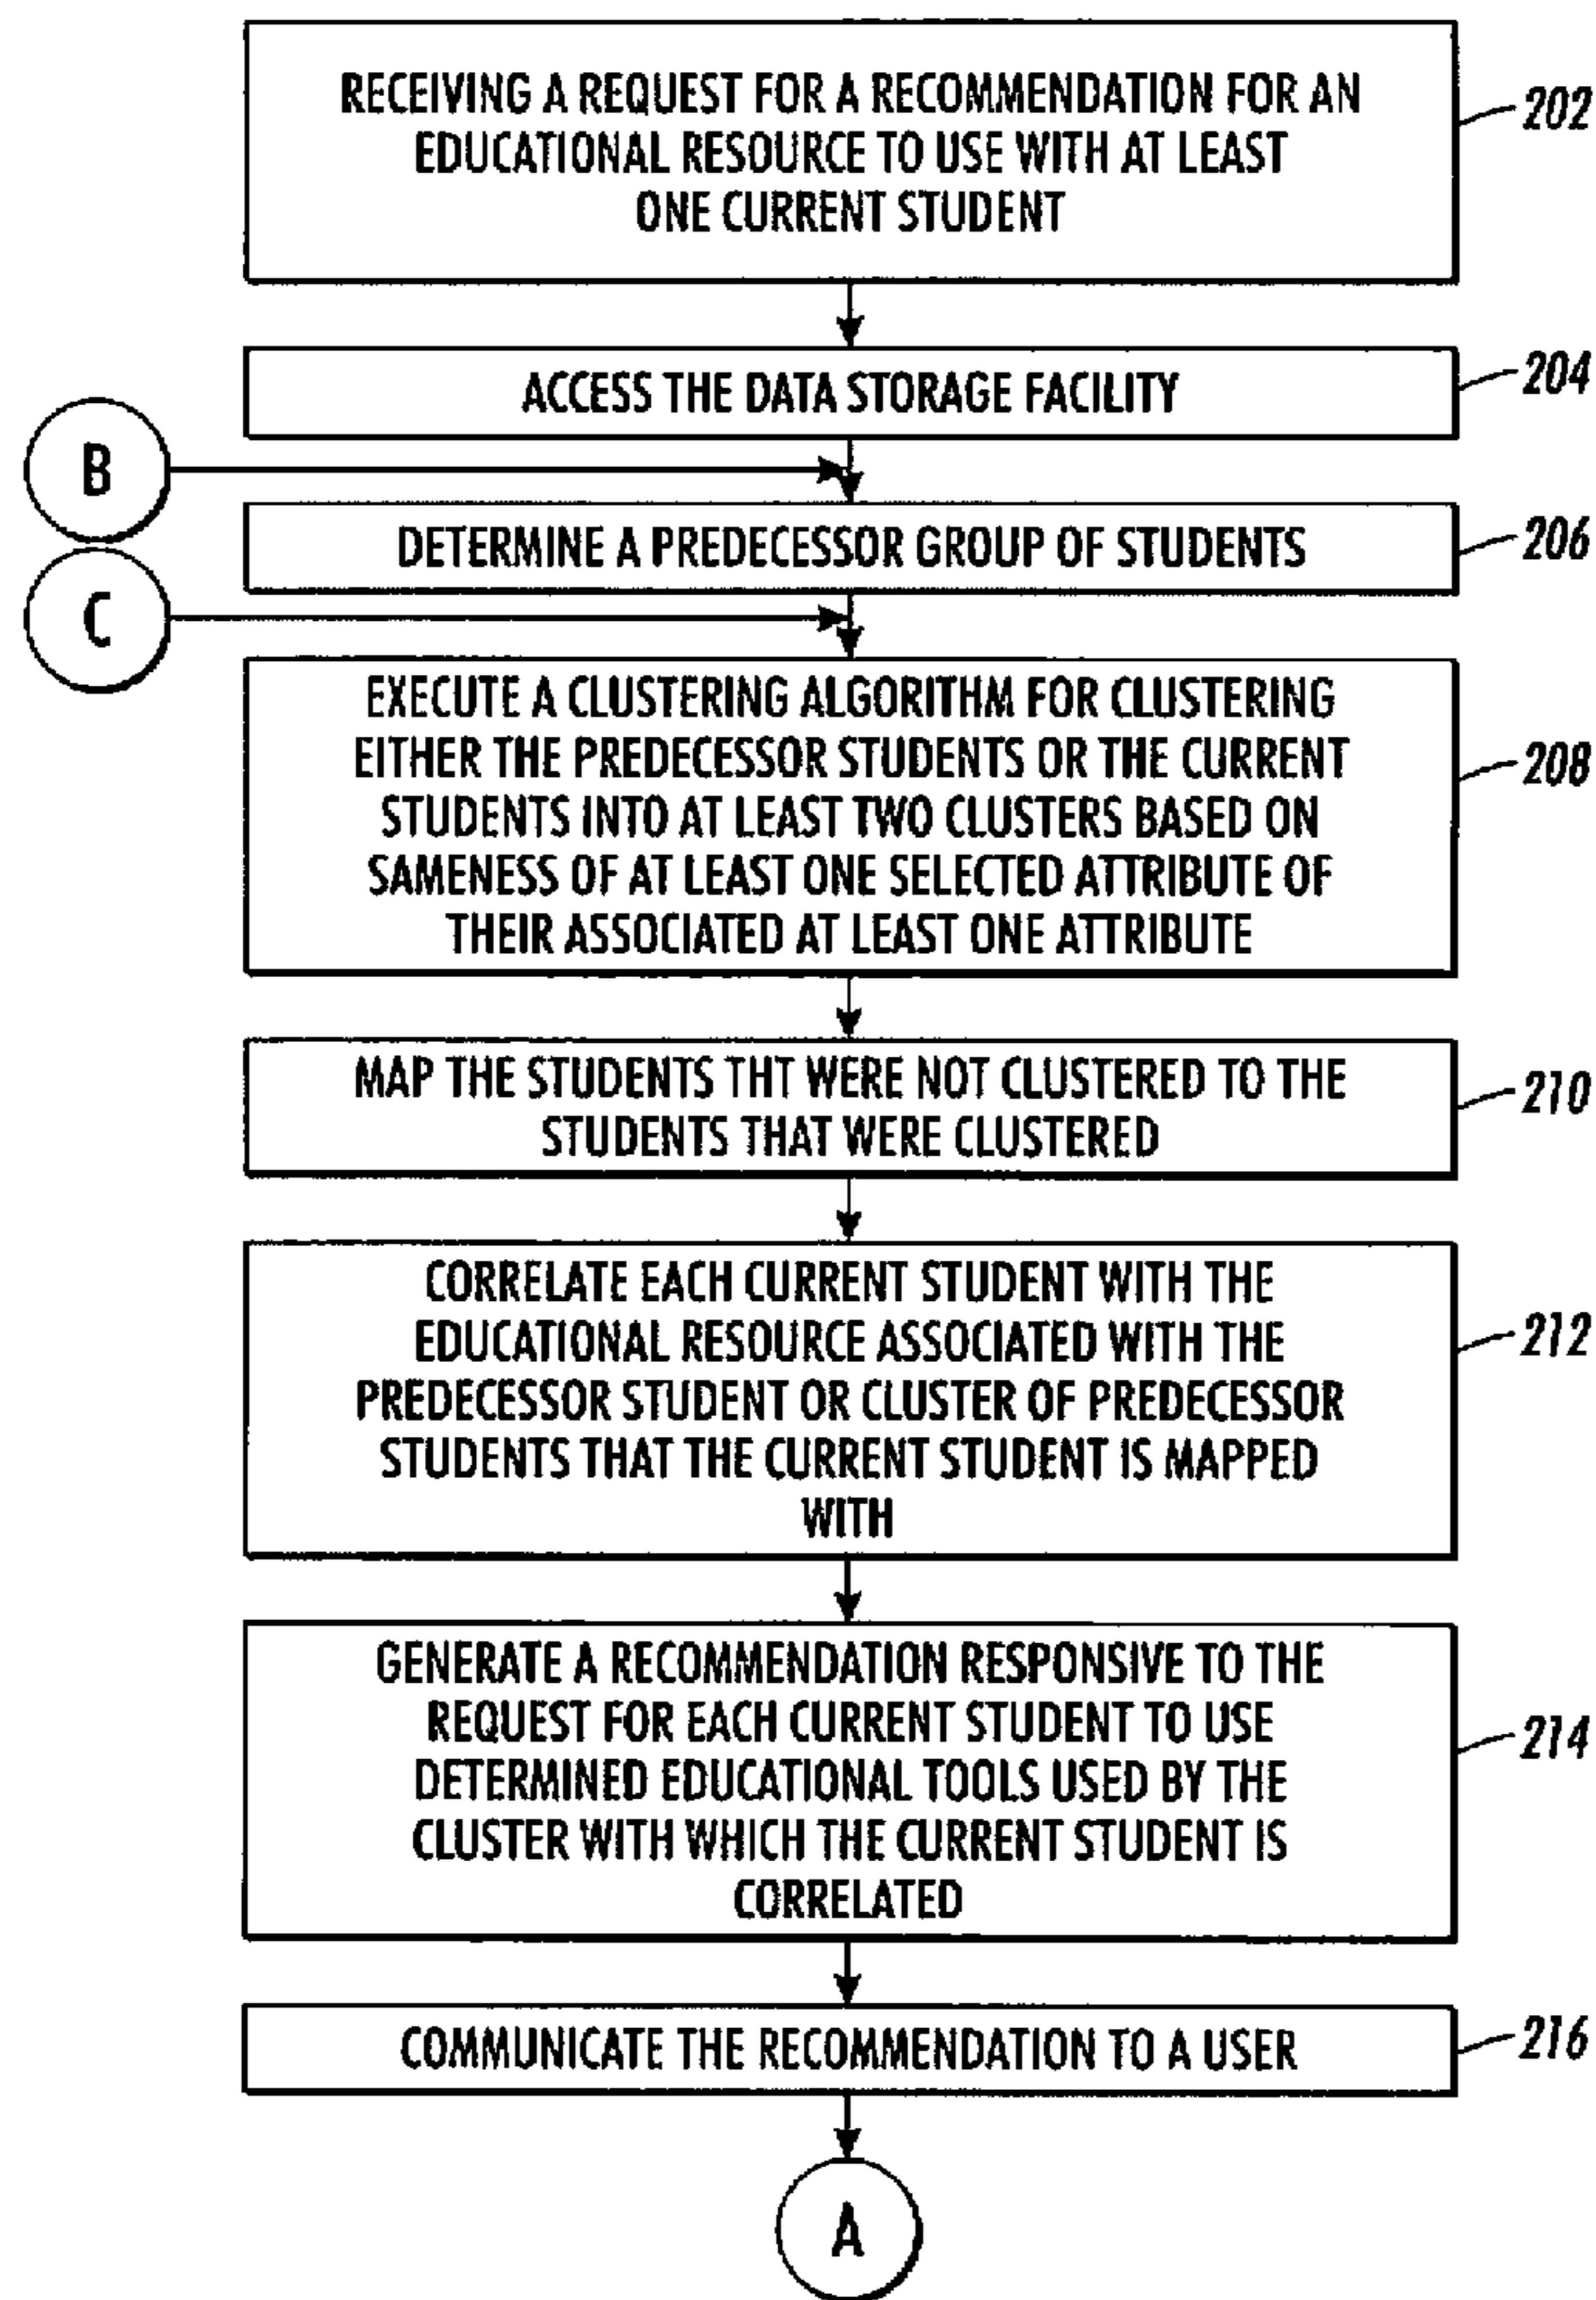 RECEIVING A REQUEST FOR A RECOMMENDATION FOR AN
EDUCATIONAL RESOURCE TO USE WITH AT LEAST
ONE CURRENT STUDENT
202
ACCESS THE DATA STORAGE FACILITY
204
B
DETERMINE A PREDECESSOR GROUP OF STUDENTS
206
C
EXECUTE A CLUSTERING ALGORITHM FOR CLUSTERING
EITHER THE PREDECESSOR STUDENTS OR THE CURRENT
STUDENTS INTO AT LEAST TWO CLUSTERS BASED ON
SAMENESS OF AT LEAST ONE SELECTED ATTRIBUTE OF
THEIR ASSOCIATED AT LEAST ONE ATTRIBUTE
208
MAP THE STUDENTS THT WERE NOT CLUSTERED TO THE
STUDENTS THAT WERE CLUSTERED
210
CORRELATE EACH CURRENT STUDENT WITH THE
EDUCATIONAL RESOURCE ASSOCIATED WITH THE
PREDECESSOR STUDENT OR CLUSTER OF PREDECESSOR
STUDENTS THAT THE CURRENT STUDENT IS MAPPED
WITH
212
GENERATE A RECOMMENDATION RESPONSIVE TO THE
REQUEST FOR EACH CURRENT STUDENT TO USE
DETERMINED EDUCATIONAL TOOLS USED BY THE
CLUSTER WITH WHICH THE CURRENT STUDENT IS
CORRELATED
214
COMMUNICATE THE RECOMMENDATION TO A USER
216
A